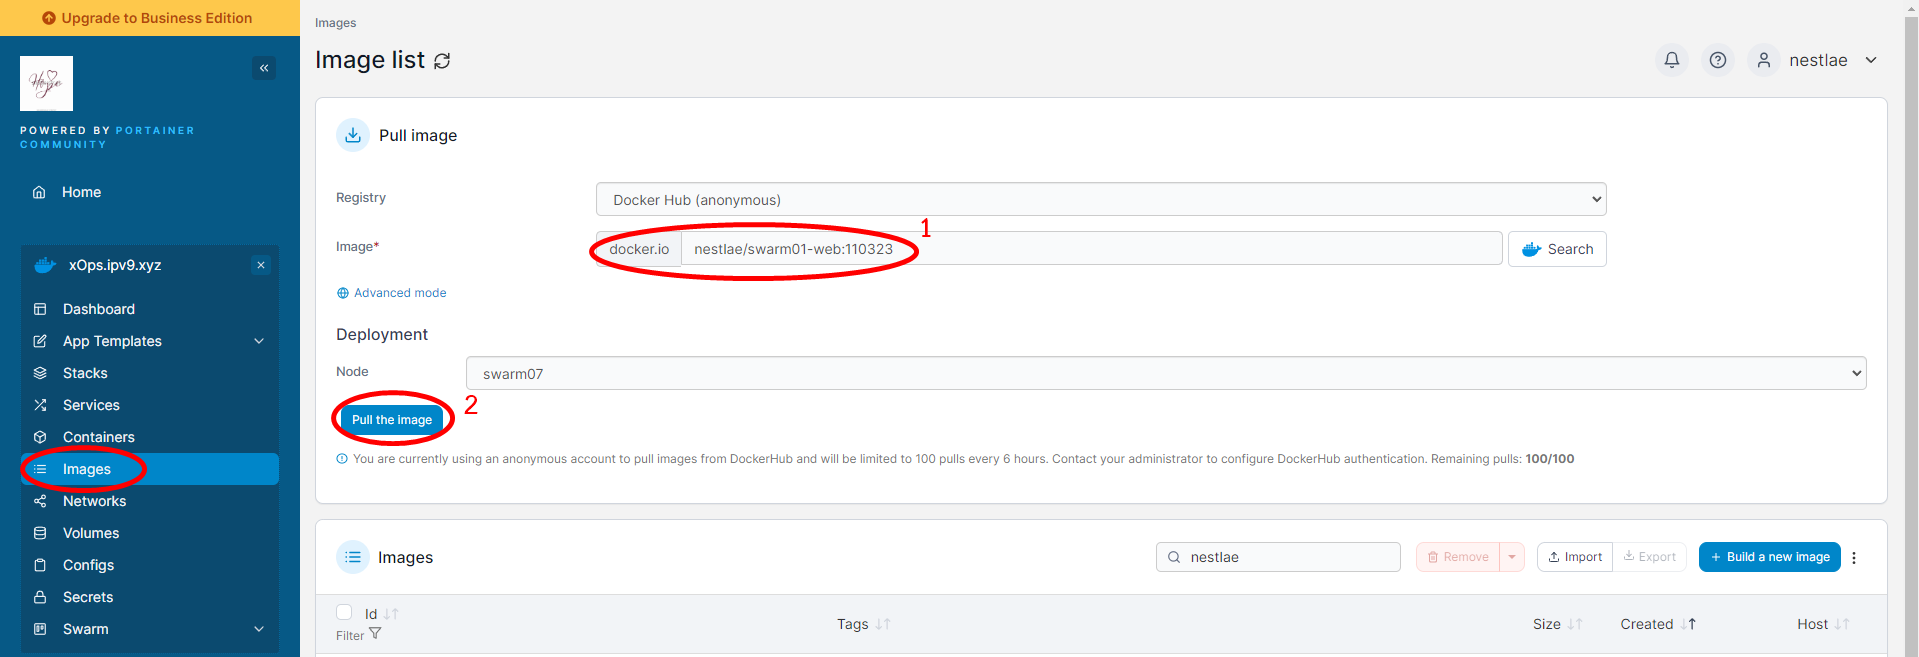 Upgrade to Business Edition
POWERED BY PORTAINER
COMMUNITY
Home
xOps.ipv9.xyz
Dashboard
App Templates
Stacks
Services
Containers
Images
Networks
Volumes
Configs
Secrets
Swarm
Images
Image list
nestlae
Pull image
Registry
Docker Hub (anonymous)
Image*
docker.io nestlae/swarm01-web:110323
1
Search
Advanced mode
Deployment
Node
swarm07
Pull the image
2
You are currently using an anonymous account to pull images from DockerHub and will be limited to 100 pulls every 6 hours. Contact your administrator to configure DockerHub authentication. Remaining pulls: 100/100
Images
nestlae
Remove
Import
Export
+ Build a new image
Id
Filter
Tags
Size
Created
Host